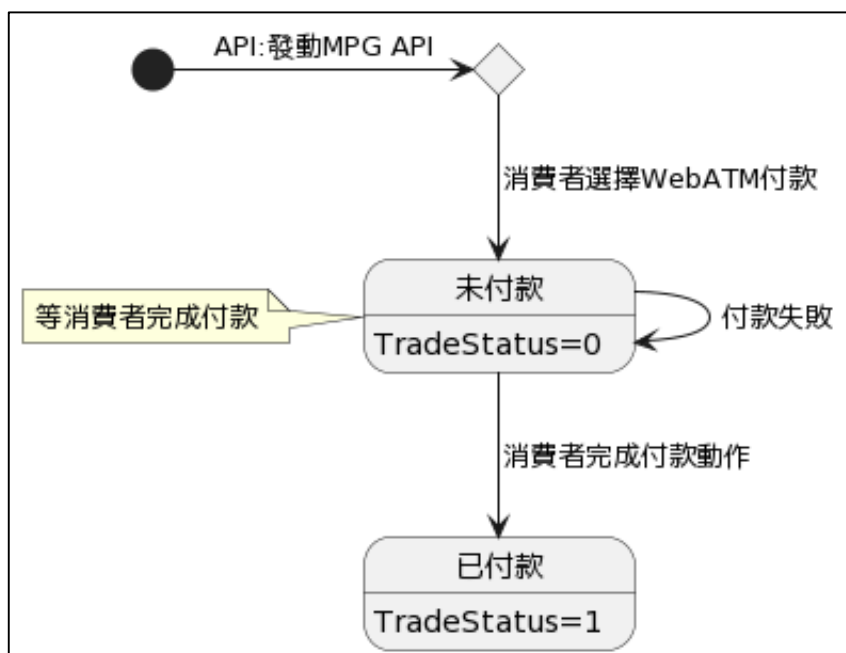 API:發動MPG API
消費者選擇WebATM付款
未付款
等消費者完成付款
TradeStatus=0
付款失敗
消費者完成付款動作
已付款
TradeStatus=1